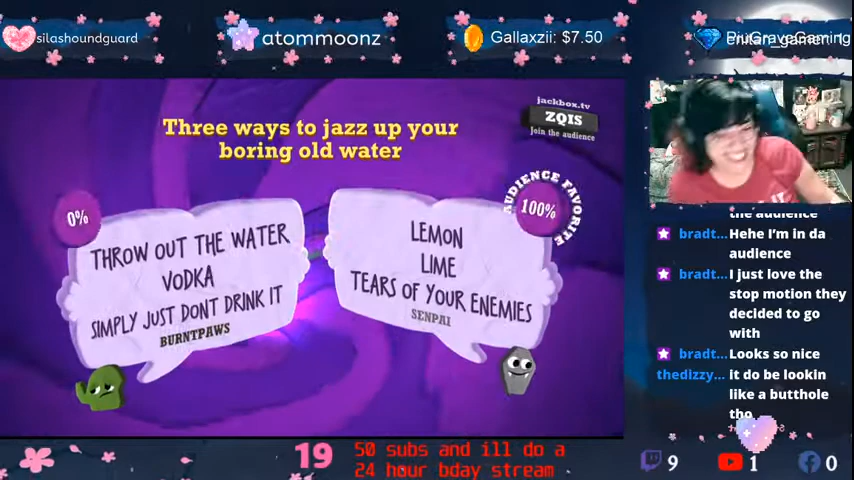 silashoundguard
atommoonz
Gallaxzii: $7.50
jackbox.tv
ZQIS
Join the audience
Three ways to jazz up your
boring old water
0%
THROW OUT THE WATER
VODKA
SIMPLY JUST DONT DRINK IT
BURNTPAWS
AUDIENCE FAVORITE
100%
LEMON
LIME
TEARS OF YOUR ENEMIES
SENPAI
the audience
bradt... Hehe I'm in da
audience
bradt... I just love the
stop motion they
decided to go
with
bradt... Looks so nice
thedizzy... it do be lookin
like a butthole
tho
19
50 subs and ill do a
24 hour bday stream
9
1
0